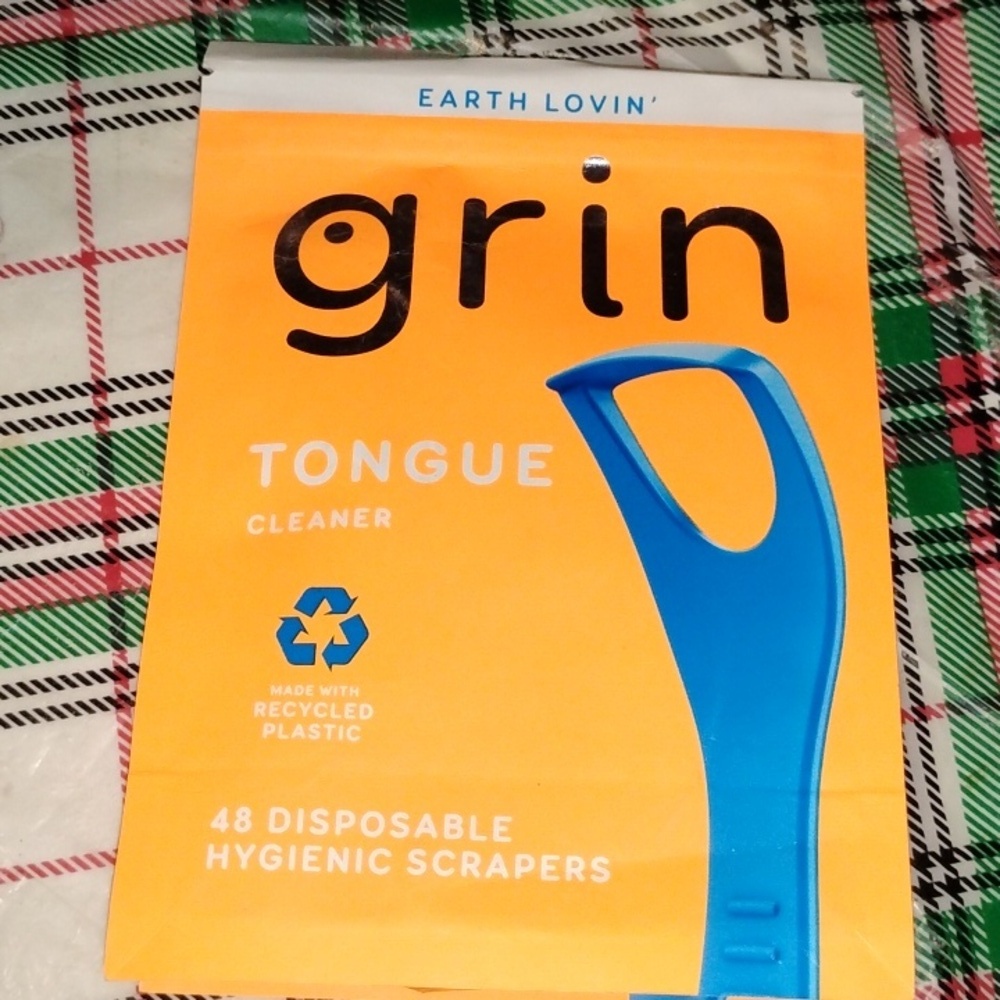 EARTH LOVIN'
grin
TONGUE
CLEANER
MADE WITH
RECYCLED
PLASTIC
48 DISPOSABLE
HYGIENIC SCRAPERS